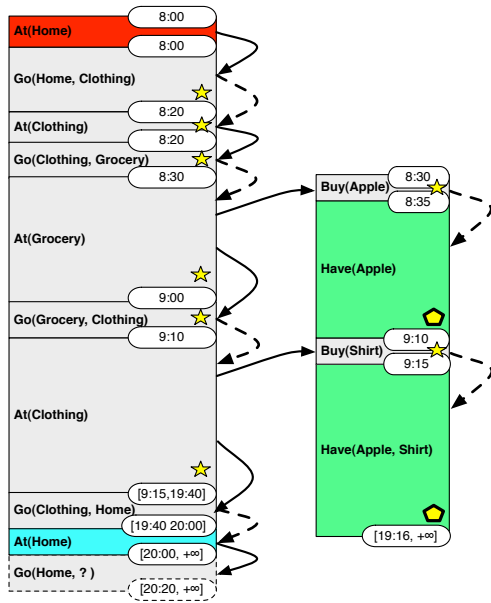 8:00
At(Home)
8:00
Go(Home, Clothing)
8:20
At(Clothing)
8:20
Go(Clothing, Grocery)
8:30
At(Grocery)
9:00
Go(Grocery, Clothing)
9:10
At(Clothing)
[9:15,19:40]
Go(Clothing, Home)
[19:40 20:00]
At(Home)
[20:00, +∞]
Go(Home, ? )
[20:20, +∞]
8:30
Buy(Apple)
8:35
Have(Apple)
9:10
Buy(Shirt)
9:15
Have(Apple, Shirt)
[19:16, +∞]